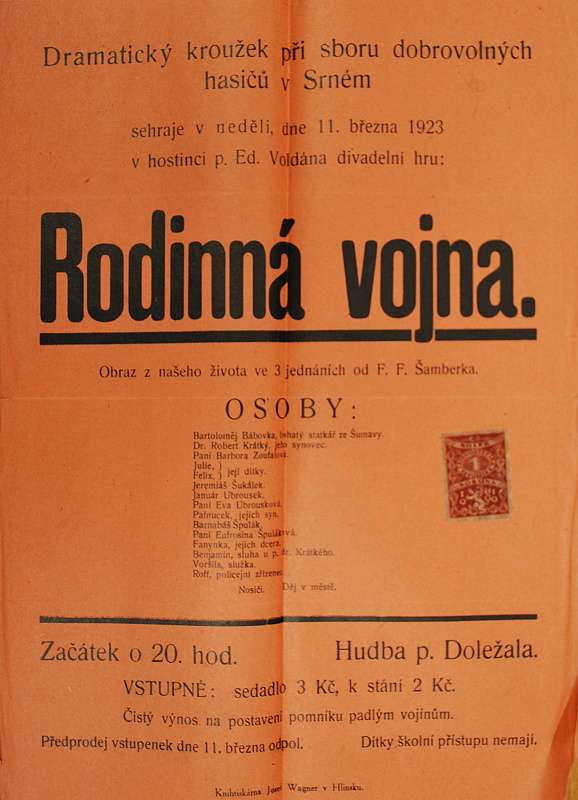 Dramatický kroužek při sboru dobrovolných
hasičů v Srném
sehraje v neděli, dne 11. března 1923
v hostinci p. Ed. Voldána divadelní hru:
Rodinná vojna.
Obraz z našeho života ve 3 jednáních od F. F. Šamberka.
OSOBY:
Bartoloměj Bábovka, bohatý statkář ze Šumavy.
Dr. Robert Krátký, jeho synovec.
Paní Barbora Zoufalová.
Julie, )
Felix, ) její dítky.
Jeremiáš Šukálek.
Január Ubrousek.
Paní Eva Ubrousková.
Pafnucek, jejich syn.
Barnabáš Špulák.
Paní Eufrosina Špuláková.
Fanynka, jejich dcera.
Benjamin, sluha u p. dr. Krátkého.
Voršila, služka.
Roff, policejní zřízenec.
Nosiči. Děj v městě.
1
KORUNA
Začátek o 20. hod. Hudba p. Doležala.
VSTUPNÉ: sedadlo 3 Kč, k stání 2 Kč.
Čistý výnos na postavení pomníku padlým vojínům.
Předprodej vstupenek dne 11. března odpol. Dítky školní přístupu nemají.
Knihtiskárna Josef Wagner v Hlinsku.